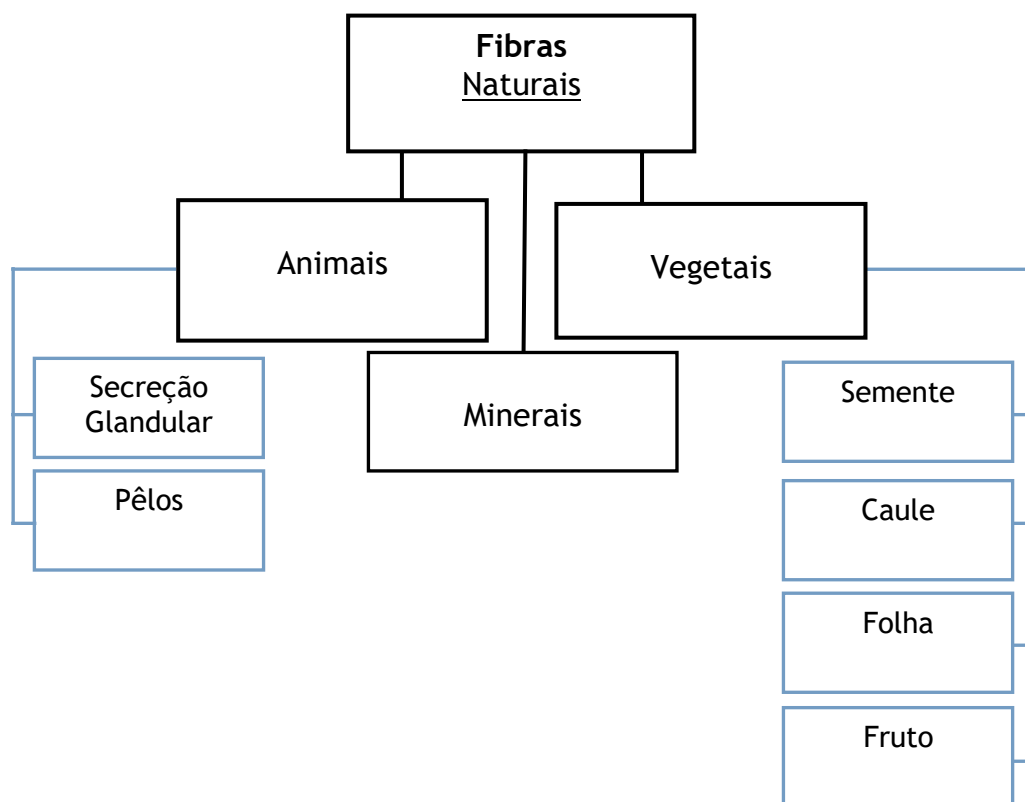 Fibras
Naturais
Animais
Vegetais
Minerais
Secreção
Glandular
Pêlos
Semente
Caule
Folha
Fruto